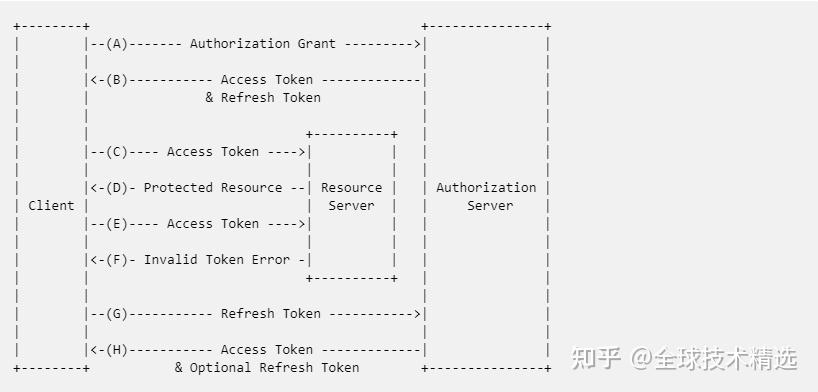 +--------+                                           +---------------+
|        |--(A)------- Authorization Grant --------->|               |
|        |                                           |               |
|        |<-(B)----------- Access Token -------------|               |
|        |               & Refresh Token             |               |
|        |                                           |               |
|        |                            +----------+   |               |
|        |--(C)---- Access Token ---->|          |   |               |
|        |                            |          |   |               |
|        |<-(D)- Protected Resource --| Resource |   | Authorization |
| Client |                            |  Server  |   |     Server    |
|        |--(E)---- Access Token ---->|          |   |               |
|        |                            |          |   |               |
|        |<-(F)- Invalid Token Error -|          |   |               |
|        |                            +----------+   |               |
|        |                                           |               |
|        |--(G)----------- Refresh Token ----------->|               |
|        |                                           |               |
|        |<-(H)----------- Access Token -------------|               |
+--------+           & Optional Refresh Token        +---------------+
知乎 @全球技术精选